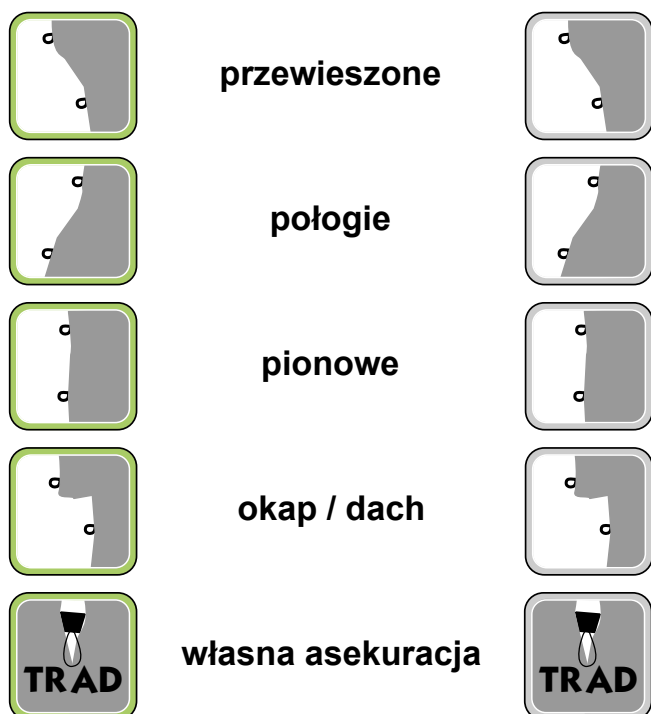 przewieszone
połogie
pionowe
okap / dach
TRAD własna asekuracja TRAD